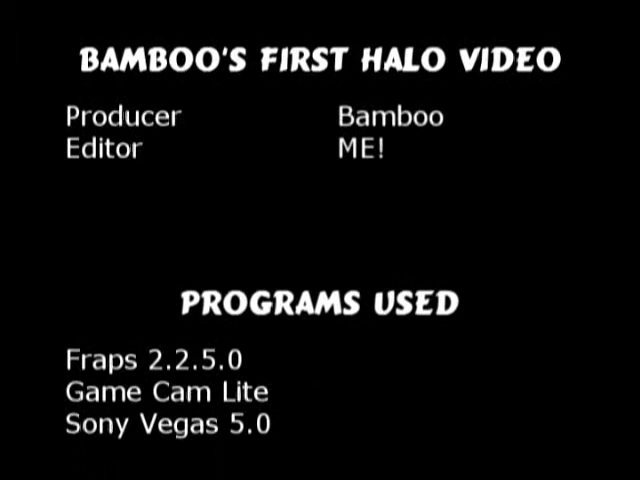 BAMBOO'S FIRST HALO VIDEO
Producer Bamboo
Editor ME!
PROGRAMS USED
Fraps 2.2.5.0
Game Cam Lite
Sony Vegas 5.0